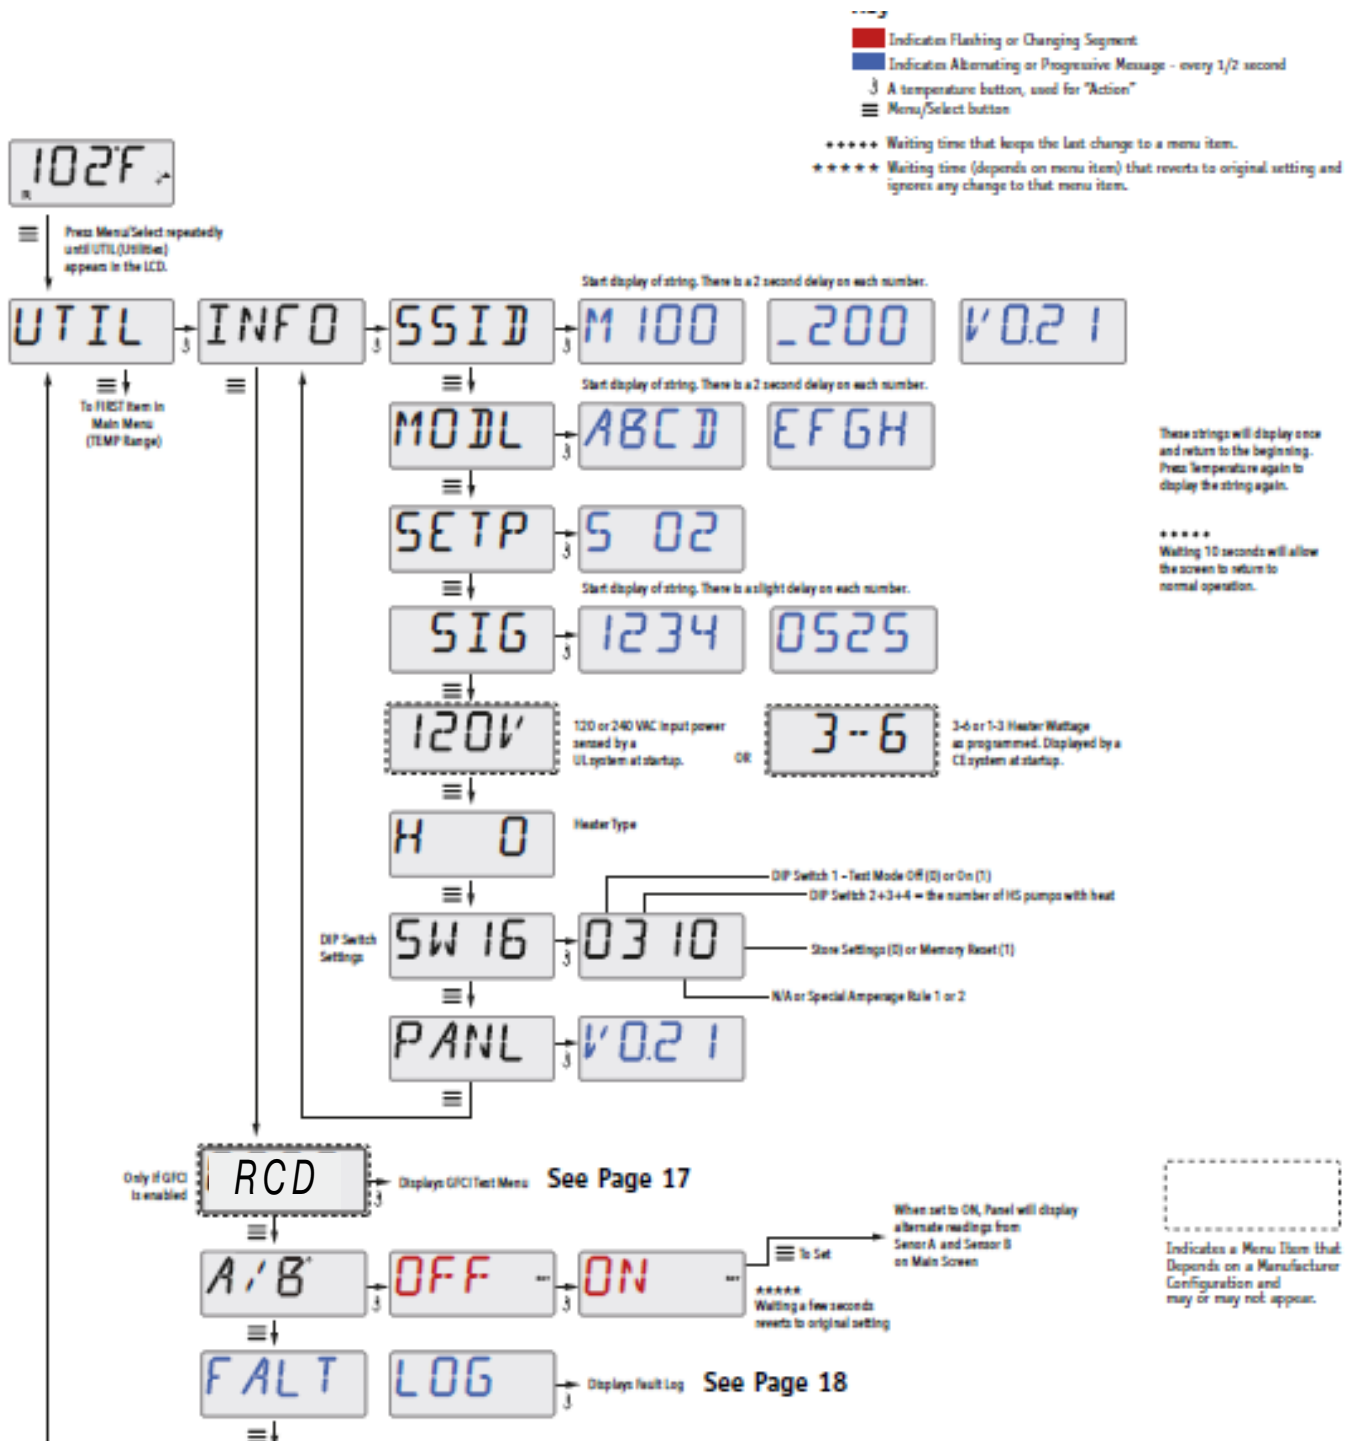 Indicates Flashing or Changing Segment
Indicates Alternating or Progressive Message - every 1/2 second
A temperature button, used for "Action"
Menu/Select button
***** Waiting time that keeps the last change to a menu item.
***** Waiting time (depends on menu item) that reverts to original setting and
ignores any change to that menu item.
102°F
Press Menu/Select repeatedly
until UTIL (Utilities)
appears in the LCD.
Start display of string. There is a 2 second delay on each number.
UTIL INFO SSID M100 _200 V0.21
To FIRST Item in
Main Menu
(TEMP Range)
Start display of string. There is a 2 second delay on each number.
MODL ABCD EFGH
These strings will display once
and return to the beginning.
Press Temperature again to
display the string again.
SETP S 02
*****
Waiting 10 seconds will allow
the screen to return to
normal operation.
Start display of string. There is a slight delay on each number.
SIG 1234 0525
120V
120 or 240 VAC Input power
sensed by a
UL system at startup.
OR
3--6
3-6 or 1-3 Heater Wattage
as programmed. Displayed by a
CE system at startup.
H 0
Heater Type
DIP Switch 1 - Test Mode Off (0) or On (1)
DIP Switch 2+3+4 = the number of HS pumps with heat
DIP Switch
Settings
SW16 0310
Store Settings (0) or Memory Reset (1)
N/A or Special Amperage Rule 1 or 2
PANL V0.21
Only if GFCI
is enabled
RCD
Displays GFCI Test Menu See Page 17
A/B OFF ON
To Set
When set to ON, Panel will display
alternate readings from
Senor A and Sensor B
on Main Screen
*****
Waiting a few seconds
reverts to original setting
Indicates a Menu Item that
Depends on a Manufacturer
Configuration and
may or may not appear.
FALT LOG
Displays Fault Log See Page 18